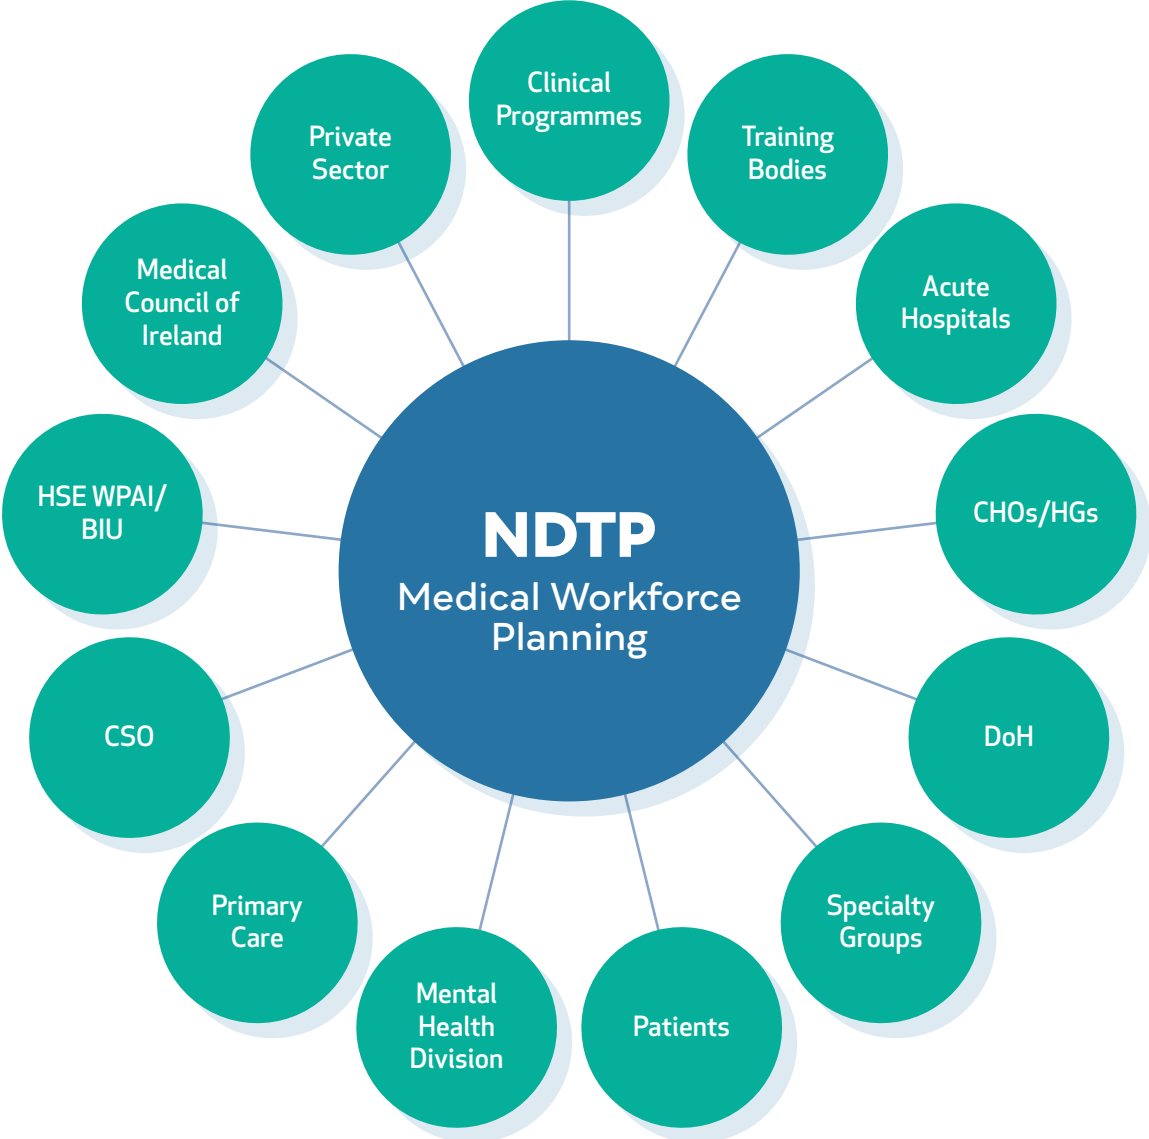 Clinical
Programmes
Training
Bodies
Acute
Hospitals
CHOs/HGs
DoH
Specialty
Groups
Patients
Mental
Health
Division
Primary
Care
CSO
HSE WPAI/
BIU
Medical
Council of
Ireland
Private
Sector
NDTP
Medical Workforce
Planning